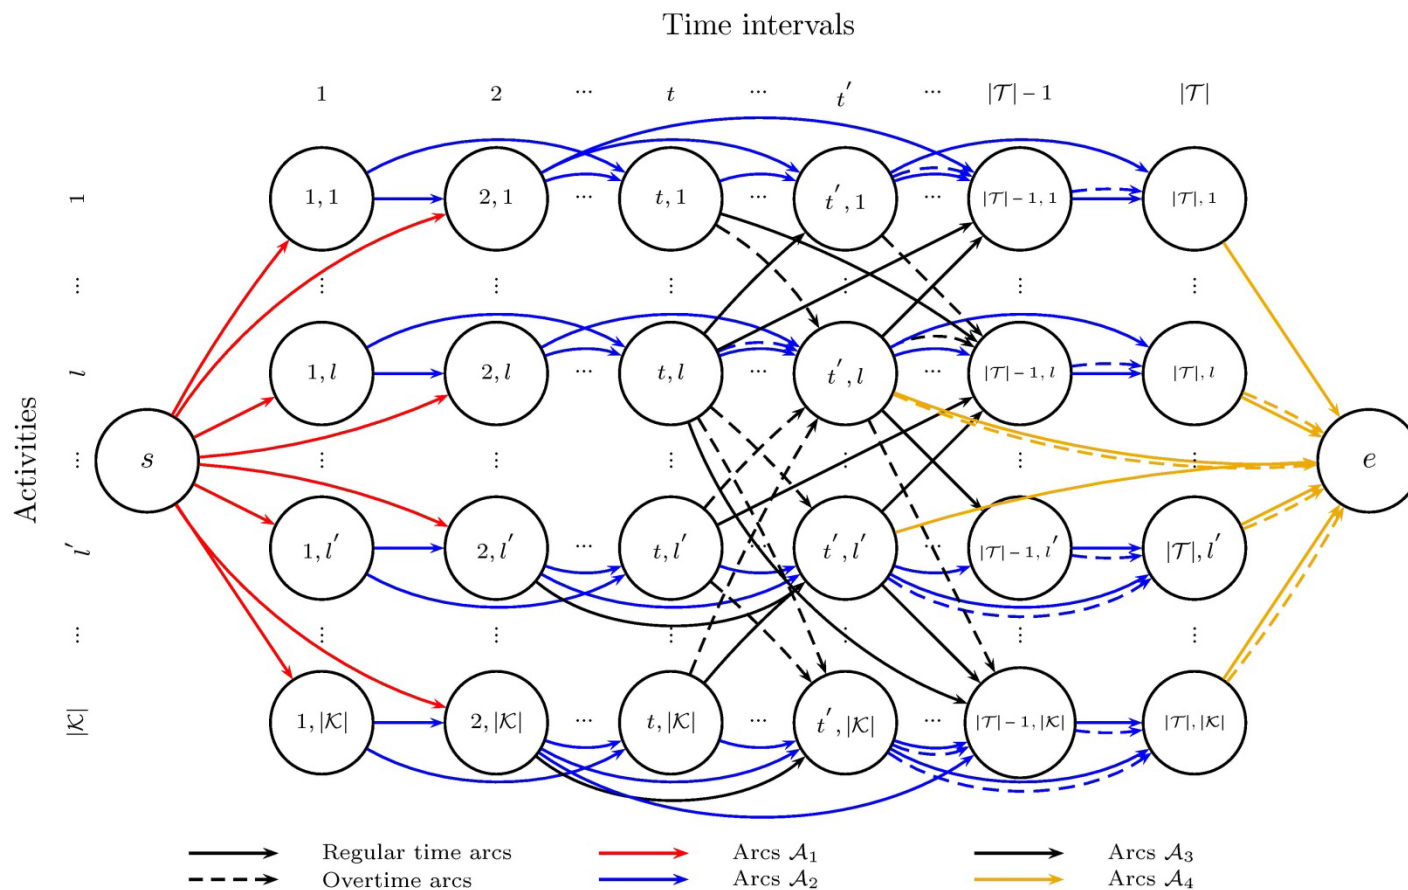 Time intervals
1 2 ... t ... t' ... |𝒯| − 1 |𝒯|
1 1, 1 2, 1 ... t, 1 ... t', 1 ... |𝒯| − 1, 1 |𝒯|, 1
... ⋮ ⋮ ⋮ ⋮ ⋮
l 1, l 2, l ... t, l ... t', l ... |𝒯| − 1, l |𝒯|, l
Activities
... s ⋮ ⋮ ⋮ ⋮ ⋮ ⋮ e
l' 1, l' 2, l' ... t, l' ... t', l' ... |𝒯| − 1, l' |𝒯|, l'
... ⋮ ⋮ ⋮ ⋮ ⋮
|𝒦| 1, |𝒦| 2, |𝒦| ... t, |𝒦| ... t', |𝒦| ... |𝒯| − 1, |𝒦| |𝒯|, |𝒦|
Regular time arcs Arcs 𝒜₁ Arcs 𝒜₃
Overtime arcs Arcs 𝒜₂ Arcs 𝒜₄